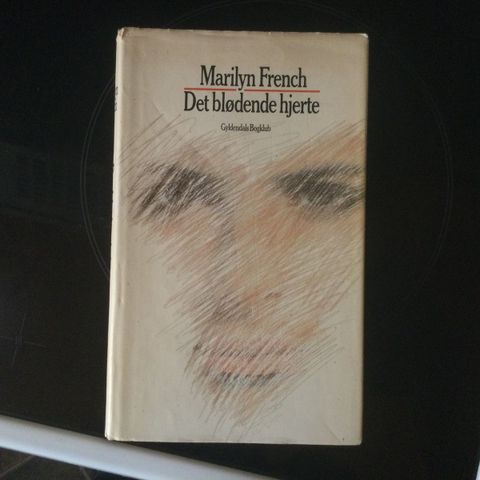 Marilyn French
Det blødende hjerte
Gyldendals Bogklub